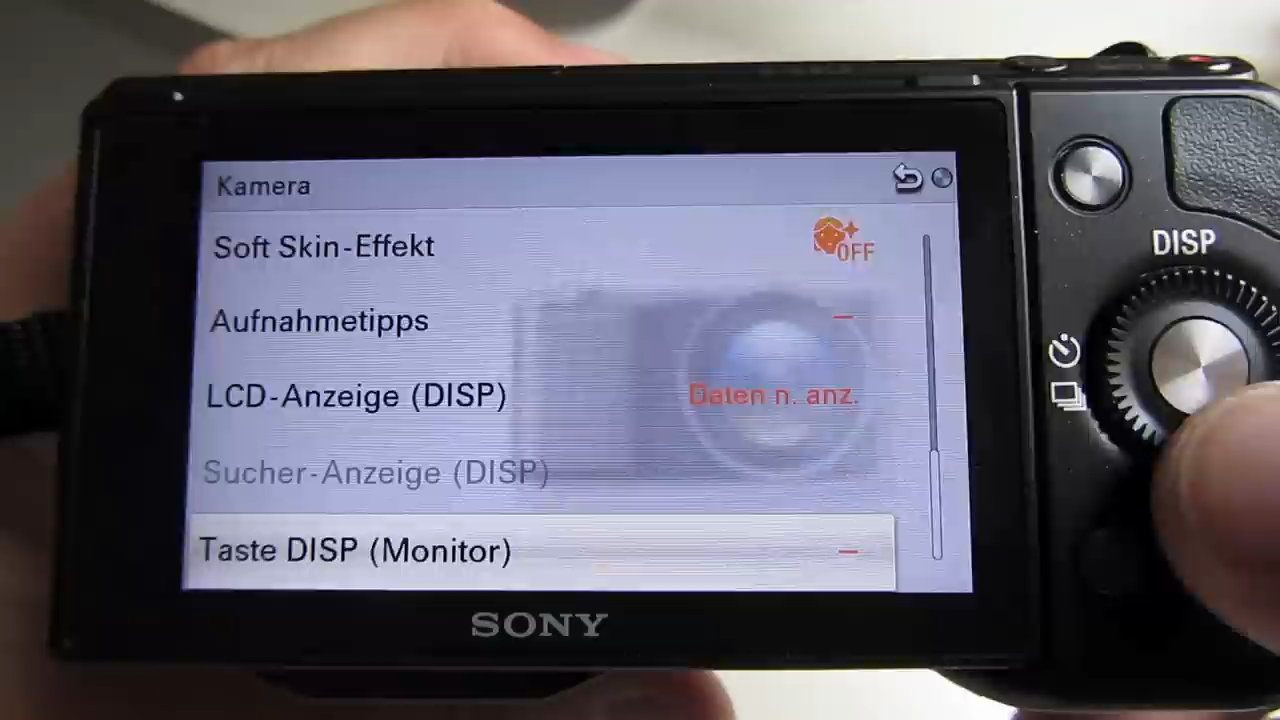 Kamera
Soft Skin-Effekt OFF
Aufnahmetipps –
LCD-Anzeige (DISP) Daten n. anz.
Sucher-Anzeige (DISP)
Taste DISP (Monitor) –
DISP
SONY